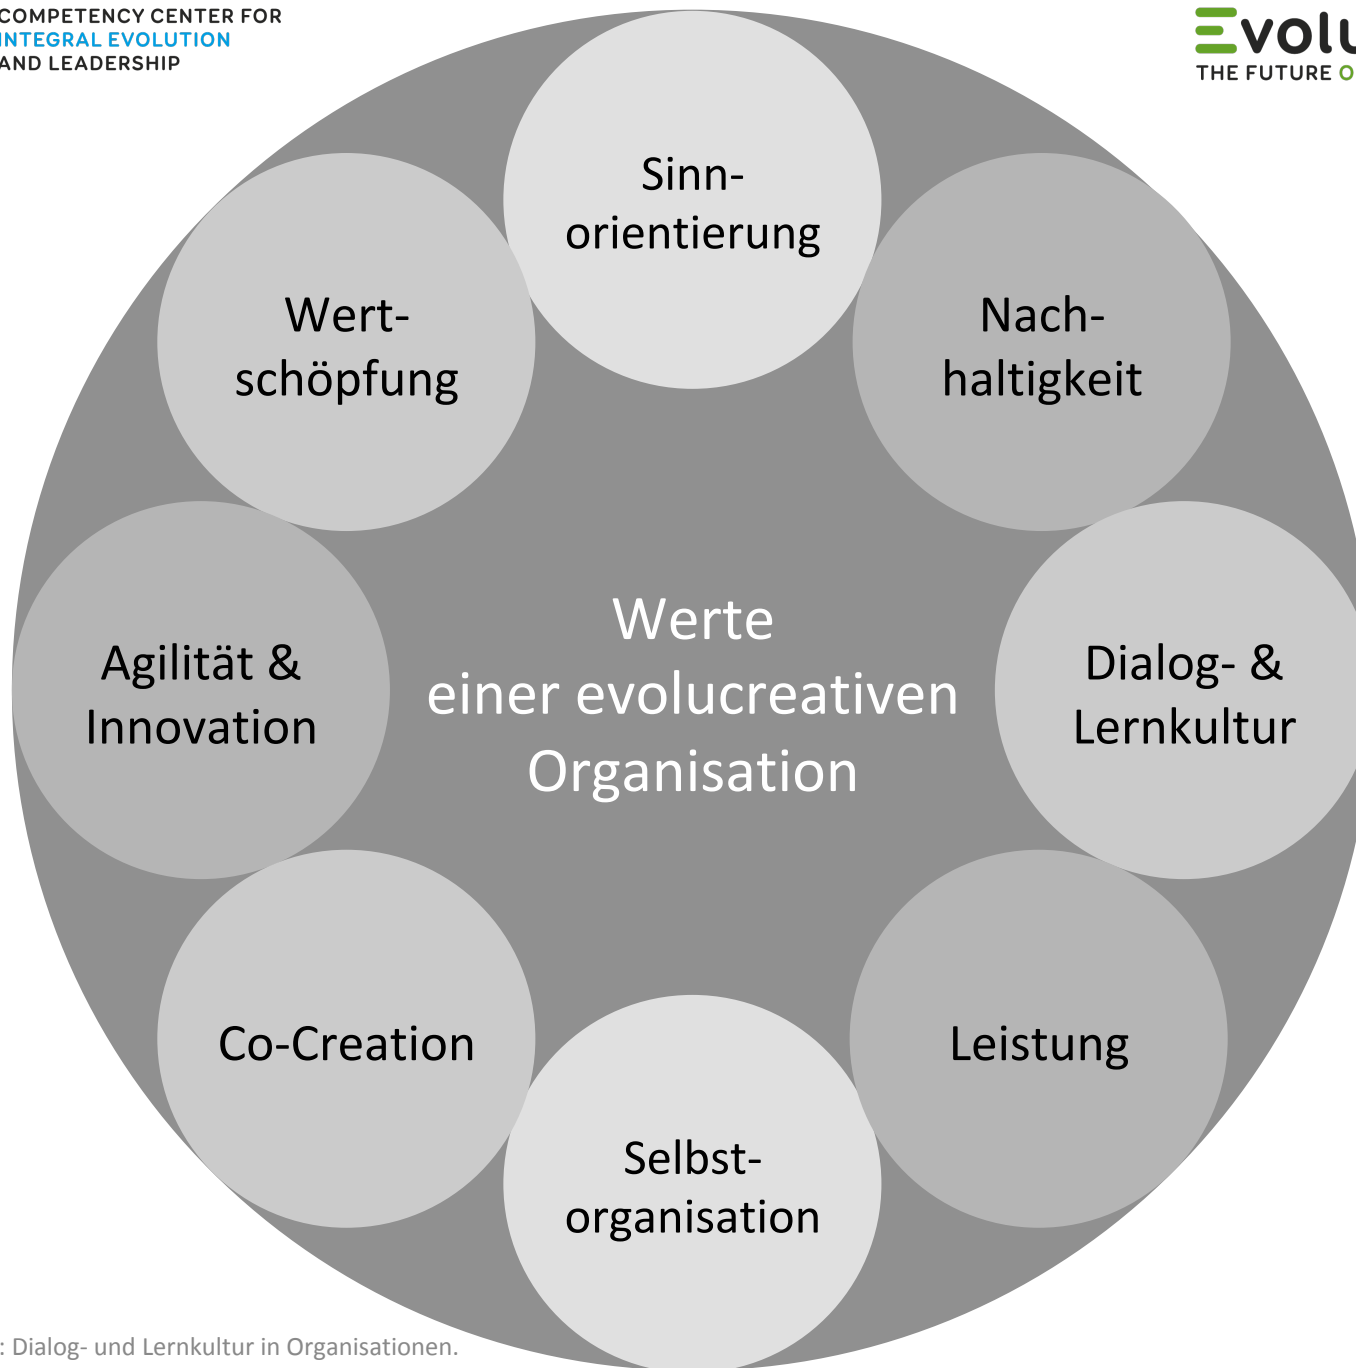 COMPETENCY CENTER FOR
INTEGRAL EVOLUTION
AND LEADERSHIP
Evolu
THE FUTURE O
Sinn-
orientierung
Wert-
schöpfung
Nach-
haltigkeit
Agilität &
Innovation
Werte
einer evolucreativen
Organisation
Dialog- &
Lernkultur
Co-Creation
Leistung
Selbst-
organisation
: Dialog- und Lernkultur in Organisationen.